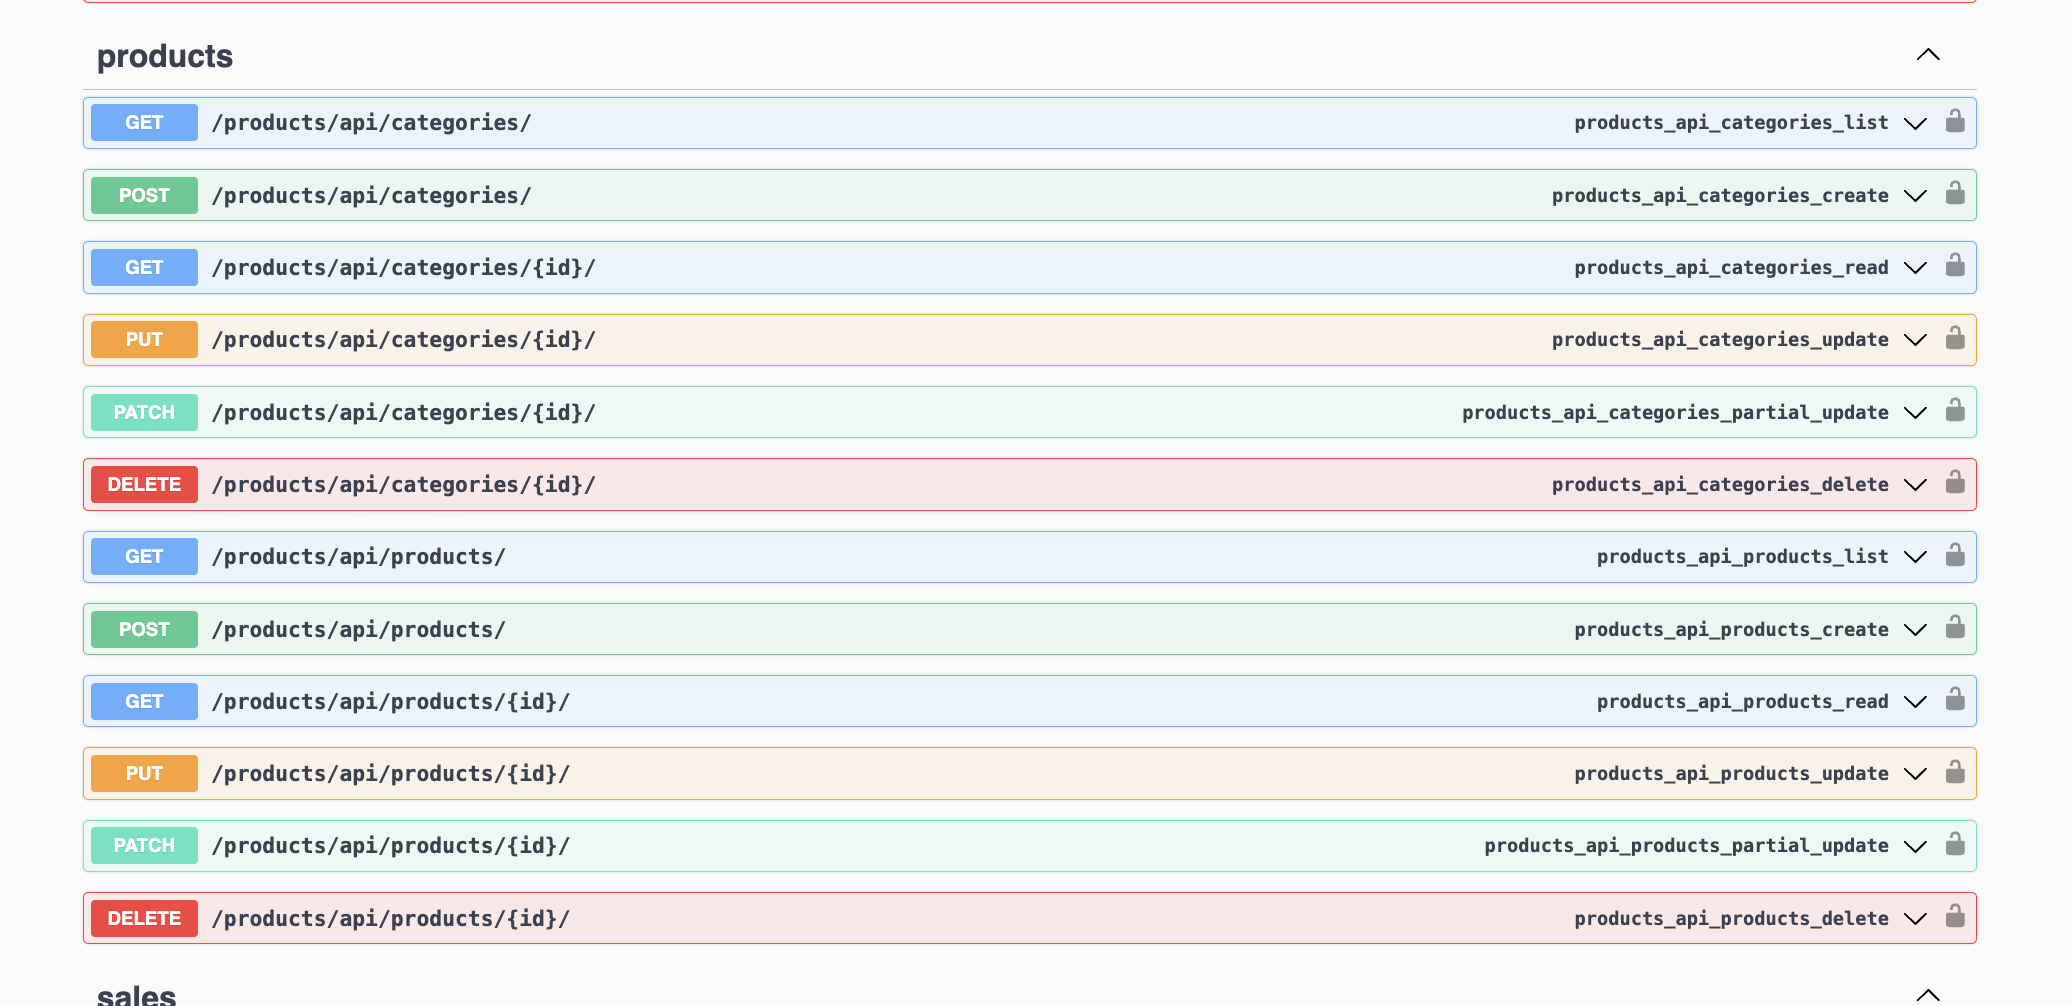 products
GET /products/api/categories/ products_api_categories_list
POST /products/api/categories/ products_api_categories_create
GET /products/api/categories/{id}/ products_api_categories_read
PUT /products/api/categories/{id}/ products_api_categories_update
PATCH /products/api/categories/{id}/ products_api_categories_partial_update
DELETE /products/api/categories/{id}/ products_api_categories_delete
GET /products/api/products/ products_api_products_list
POST /products/api/products/ products_api_products_create
GET /products/api/products/{id}/ products_api_products_read
PUT /products/api/products/{id}/ products_api_products_update
PATCH /products/api/products/{id}/ products_api_products_partial_update
DELETE /products/api/products/{id}/ products_api_products_delete
sales